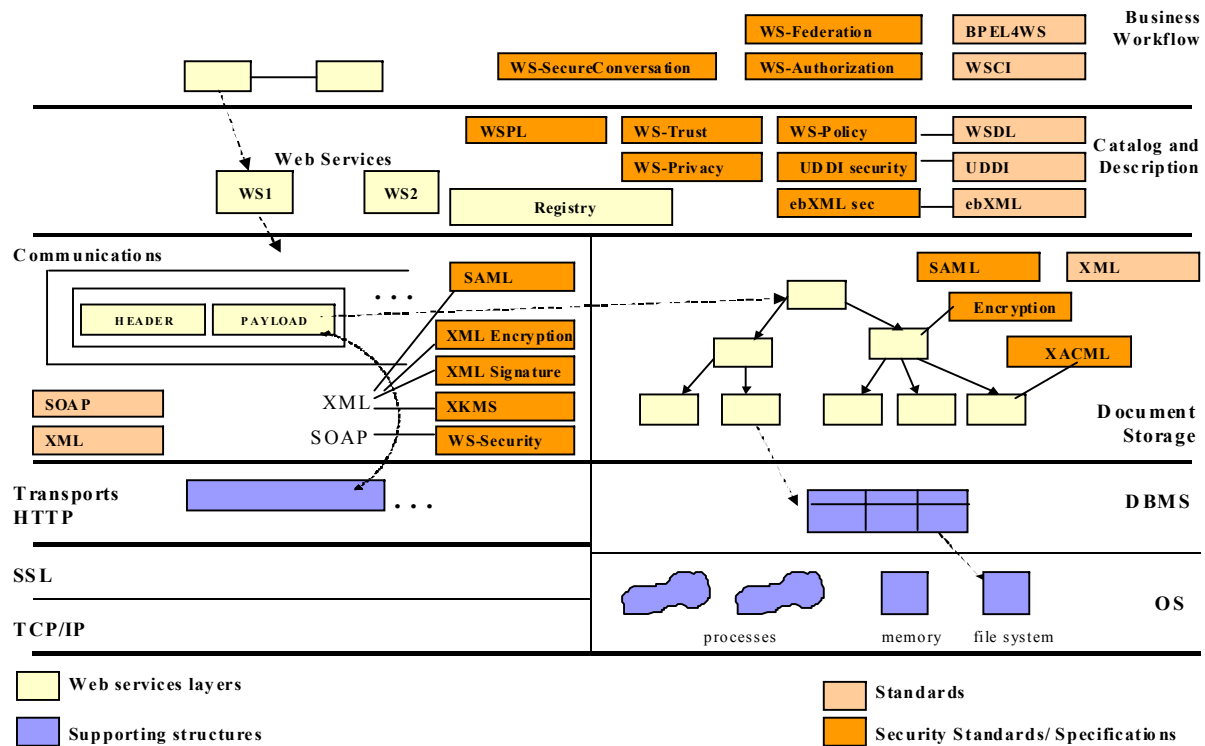 WS-Federation
BPEL4WS
Business
Workflow
WS-SecureConversation
WS-Authorization
WSCI
WSPL
WS-Trust
WS-Policy
WSDL
Catalog and
Description
Web Services
WS-Privacy
UDDI security
UDDI
WS1
WS2
Registry
ebXML sec
ebXML
Communications
SAML
. . .
HEADER
PAYLOAD
XML Encryption
XML Signature
XML
XKMS
SOAP
WS-Security
SOAP
XML
SAML
XML
Encryption
XACML
Document
Storage
Transports
HTTP
. . .
DBMS
SSL
TCP/IP
processes
memory
file system
OS
Web services layers
Supporting structures
Standards
Security Standards/ Specifications